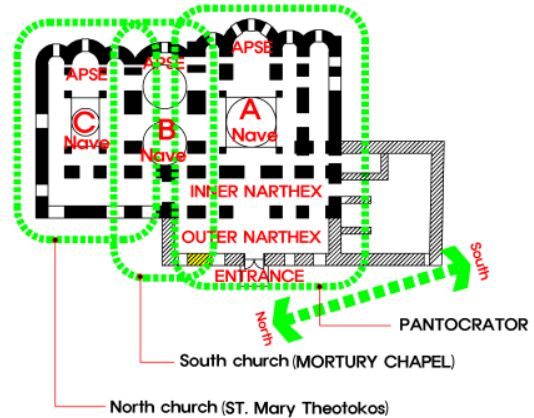 APSE
APSE
APSE
A
Nave
B
Nave
C
Nave
INNER NARTHEX
OUTER NARTHEX
ENTRANCE
South
North
PANTOCRATOR
South church (MORTURY CHAPEL)
North church (ST. Mary Theotokos)